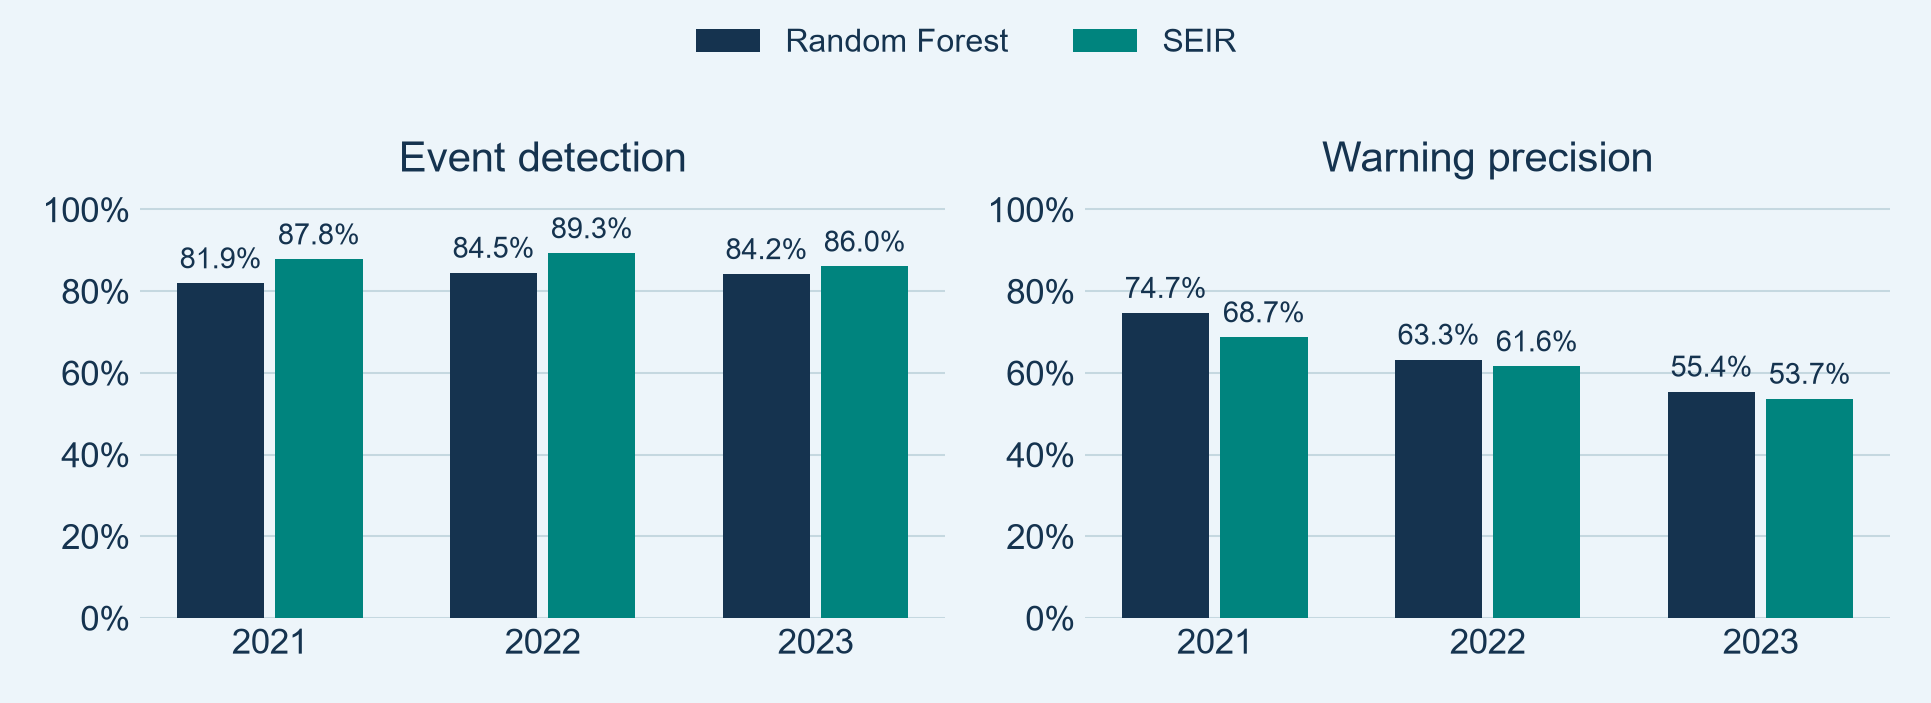 Random Forest SEIR
Event detection
100%
80%
60%
40%
20%
0%
81.9% 87.8% 84.5% 89.3% 84.2% 86.0%
2021 2022 2023
Warning precision
100%
80%
60%
40%
20%
0%
74.7% 68.7% 63.3% 61.6% 55.4% 53.7%
2021 2022 2023